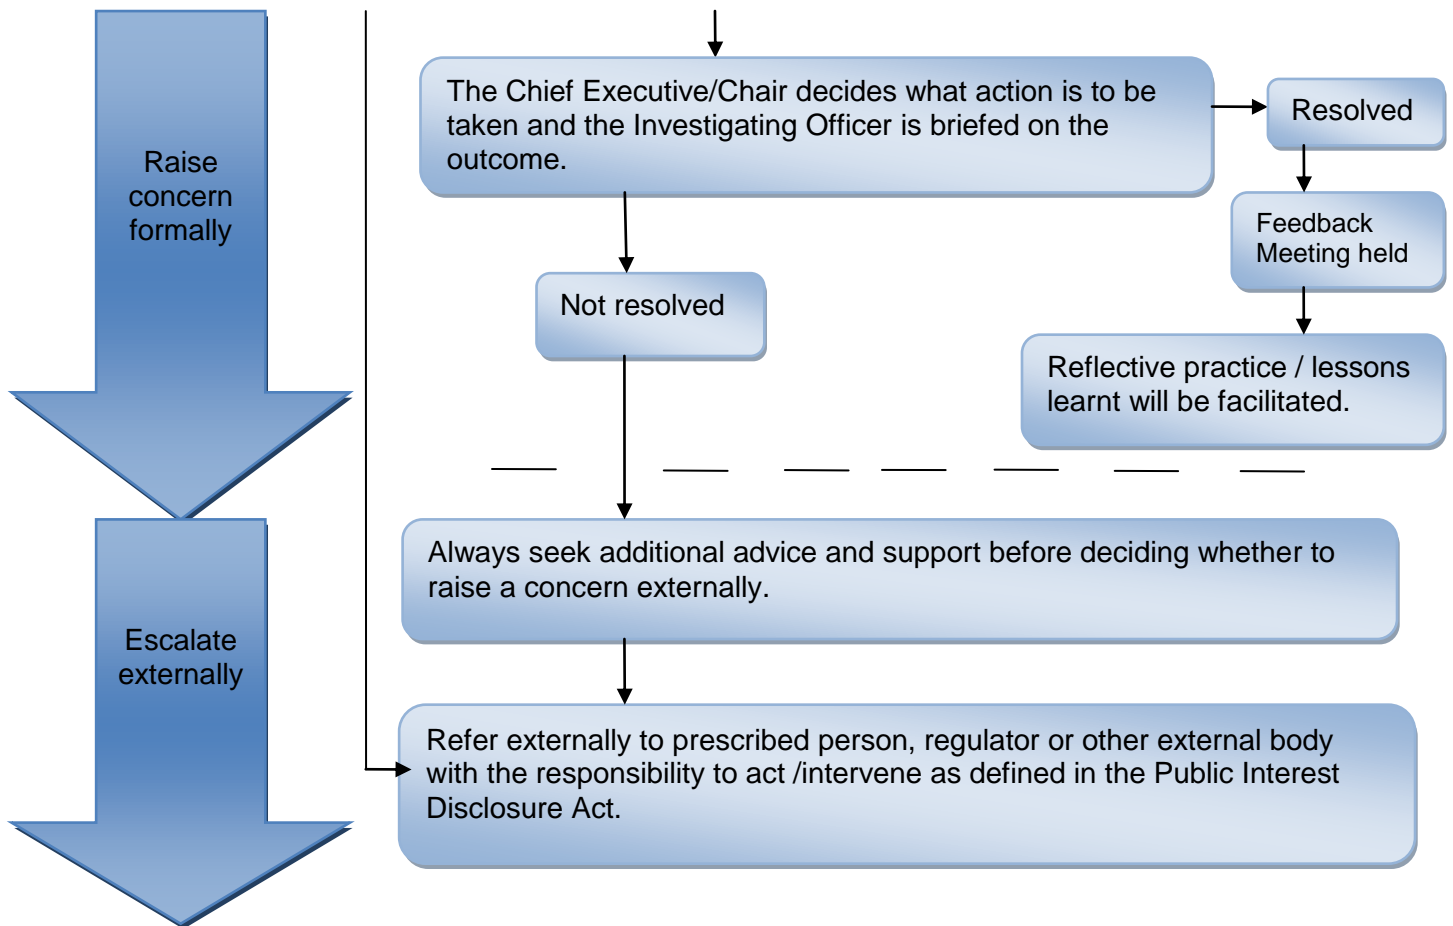 Raise
concern
formally
The Chief Executive/Chair decides what action is to be
taken and the Investigating Officer is briefed on the
outcome.
Resolved
Feedback
Meeting held
Not resolved
Reflective practice / lessons
learnt will be facilitated.
Escalate
externally
Always seek additional advice and support before deciding whether to
raise a concern externally.
Refer externally to prescribed person, regulator or other external body
with the responsibility to act /intervene as defined in the Public Interest
Disclosure Act.